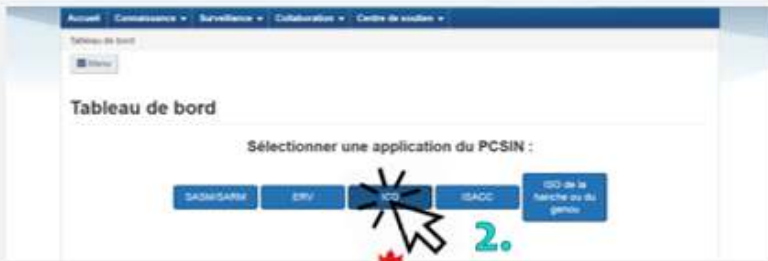 Accueil Connaissance Surveillance Collaboration Centre de soutien
Tableau de bord
Menu
Tableau de bord
Sélectionner une application du PCSIN :
SASM/SARM ERV ICD ISACC ISO de la hanche ou du genou
2.